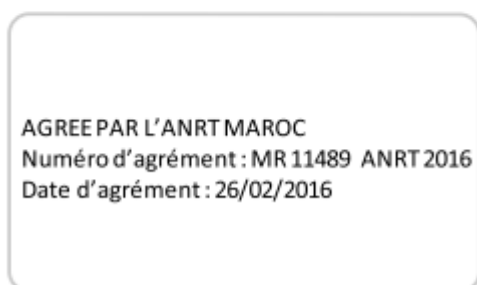 AGREE PAR L’ANRT MAROC
Numéro d’agrément : MR 11489 ANRT 2016
Date d’agrément : 26/02/2016